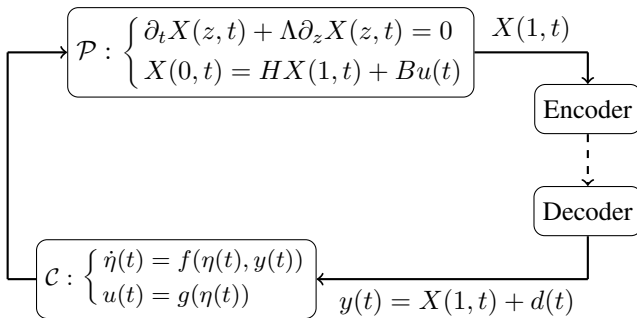 𝒫 : { ∂ₜX(z, t) + Λ∂_zX(z, t) = 0
X(0, t) = HX(1, t) + Bu(t)
X(1, t)
Encoder
Decoder
𝒞 : { η̇(t) = f(η(t), y(t))
u(t) = g(η(t))
y(t) = X(1, t) + d(t)